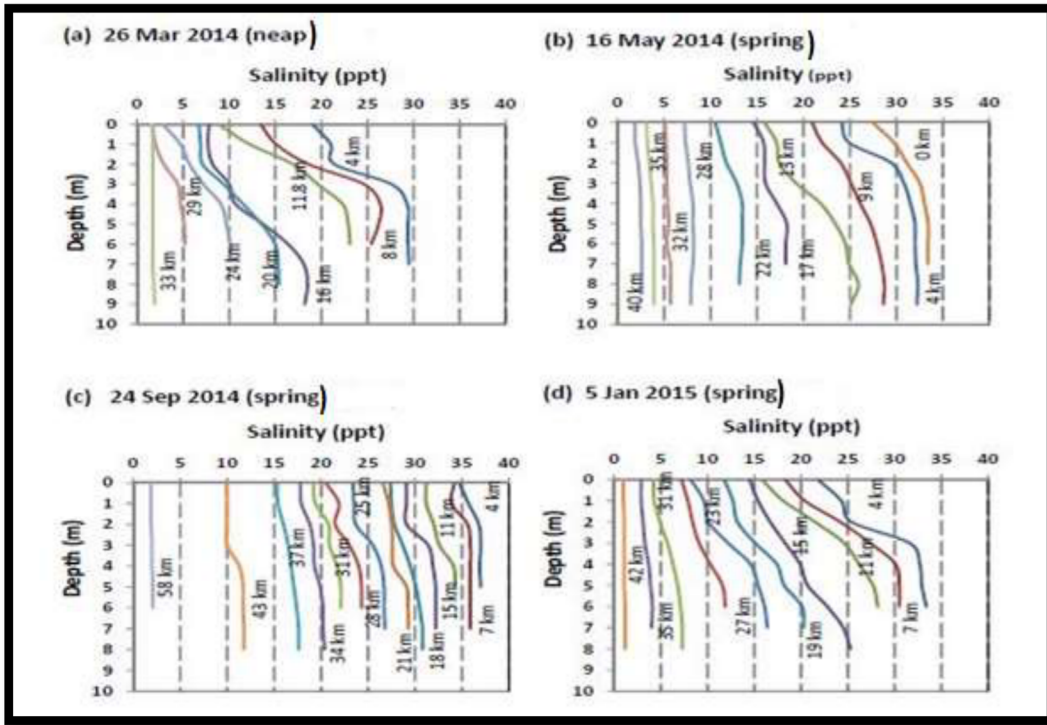 (a) 26 Mar 2014 (neap)
Salinity (ppt)
0 5 10 15 20 25 30 35 40
Depth (m)
0
1
2
3
4
5
6
7
8
9
10
33 km
29 km
24 km
20 km
16 km
11.8 km
8 km
4 km
(b) 16 May 2014 (spring)
Salinity (ppt)
0 5 10 15 20 25 30 35 40
Depth (m)
0
1
2
3
4
5
6
7
8
9
10
40 km
35 km
32 km
28 km
22 km
17 km
13 km
9 km
4 km
0 km
(c) 24 Sep 2014 (spring)
Salinity (ppt)
0 5 10 15 20 25 30 35 40
Depth (m)
0
1
2
3
4
5
6
7
8
9
10
58 km
43 km
37 km
34 km
31 km
28 km
25 km
21 km
18 km
15 km
11 km
7 km
4 km
(d) 5 Jan 2015 (spring)
Salinity (ppt)
0 5 10 15 20 25 30 35 40
Depth (m)
0
1
2
3
4
5
6
7
8
9
10
42 km
35 km
31 km
27 km
23 km
19 km
15 km
11 km
7 km
4 km